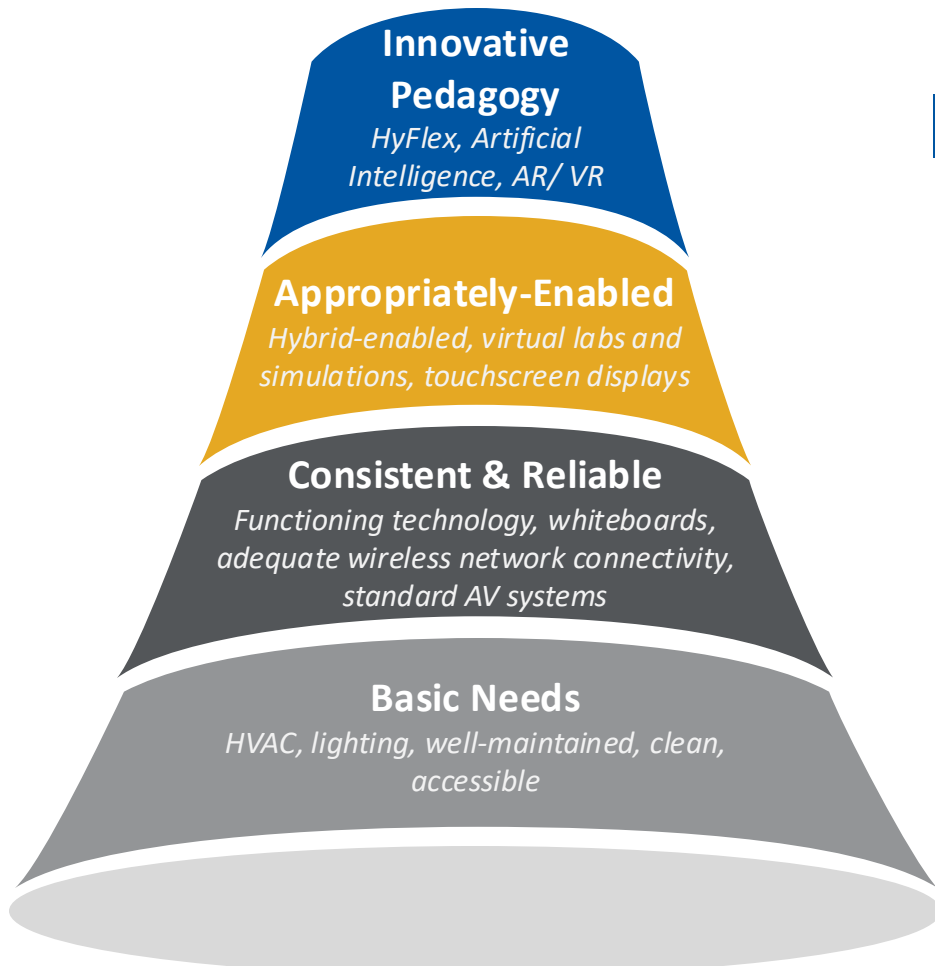 Innovative
Pedagogy
HyFlex, Artificial
Intelligence, AR/ VR
Appropriately-Enabled
Hybrid-enabled, virtual labs and
simulations, touchscreen displays
Consistent & Reliable
Functioning technology, whiteboards,
adequate wireless network connectivity,
standard AV systems
Basic Needs
HVAC, lighting, well-maintained, clean,
accessible